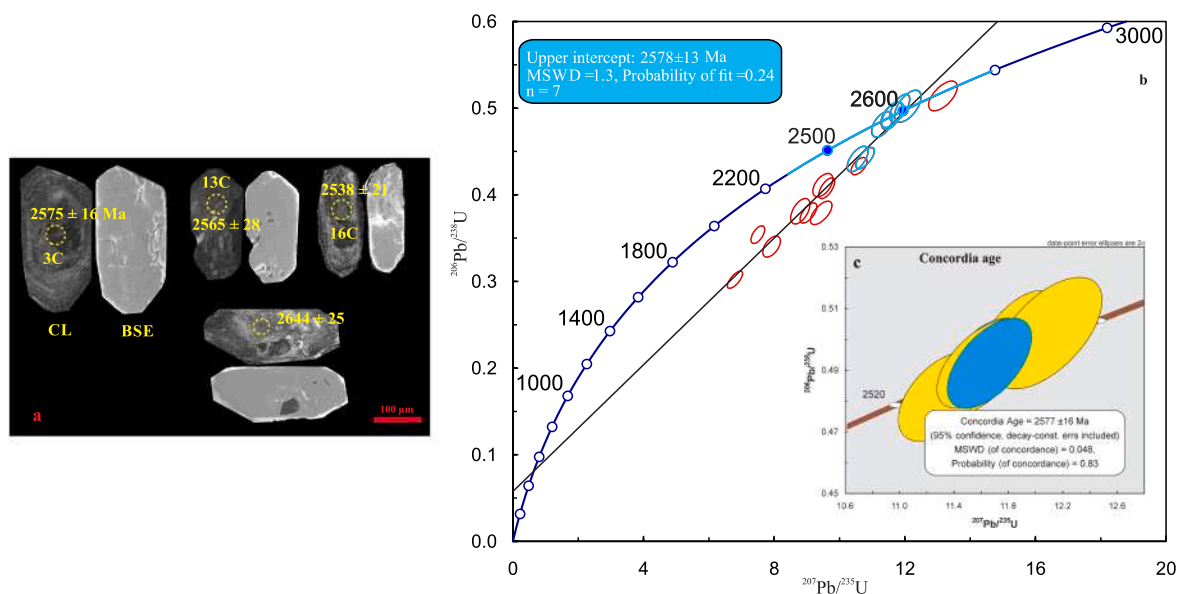 13C
2538 ± 21
2575 ± 16 Ma
2565 ± 28
16C
3C
CL
BSE
2644 ± 25
a
100 μm
0.6
0.5
0.4
0.3
0.2
0.1
0.0
0
4
8
12
16
20
206Pb/238U
207Pb/235U
Upper intercept: 2578±13 Ma
MSWD =1.3, Probability of fit =0.24
n = 7
3000
b
2600
2500
2200
1800
1400
1000
data-point error ellipses are 2σ
c
Concordia age
0.53
0.51
0.49
0.47
0.45
206Pb/238U
2520
Concordia Age = 2577 ±16 Ma
(95% confidence, decay-const. errs included)
MSWD (of concordance) = 0.048,
Probability (of concordance) = 0.83
10.6
11.0
11.4
11.8
12.2
12.6
207Pb/235U